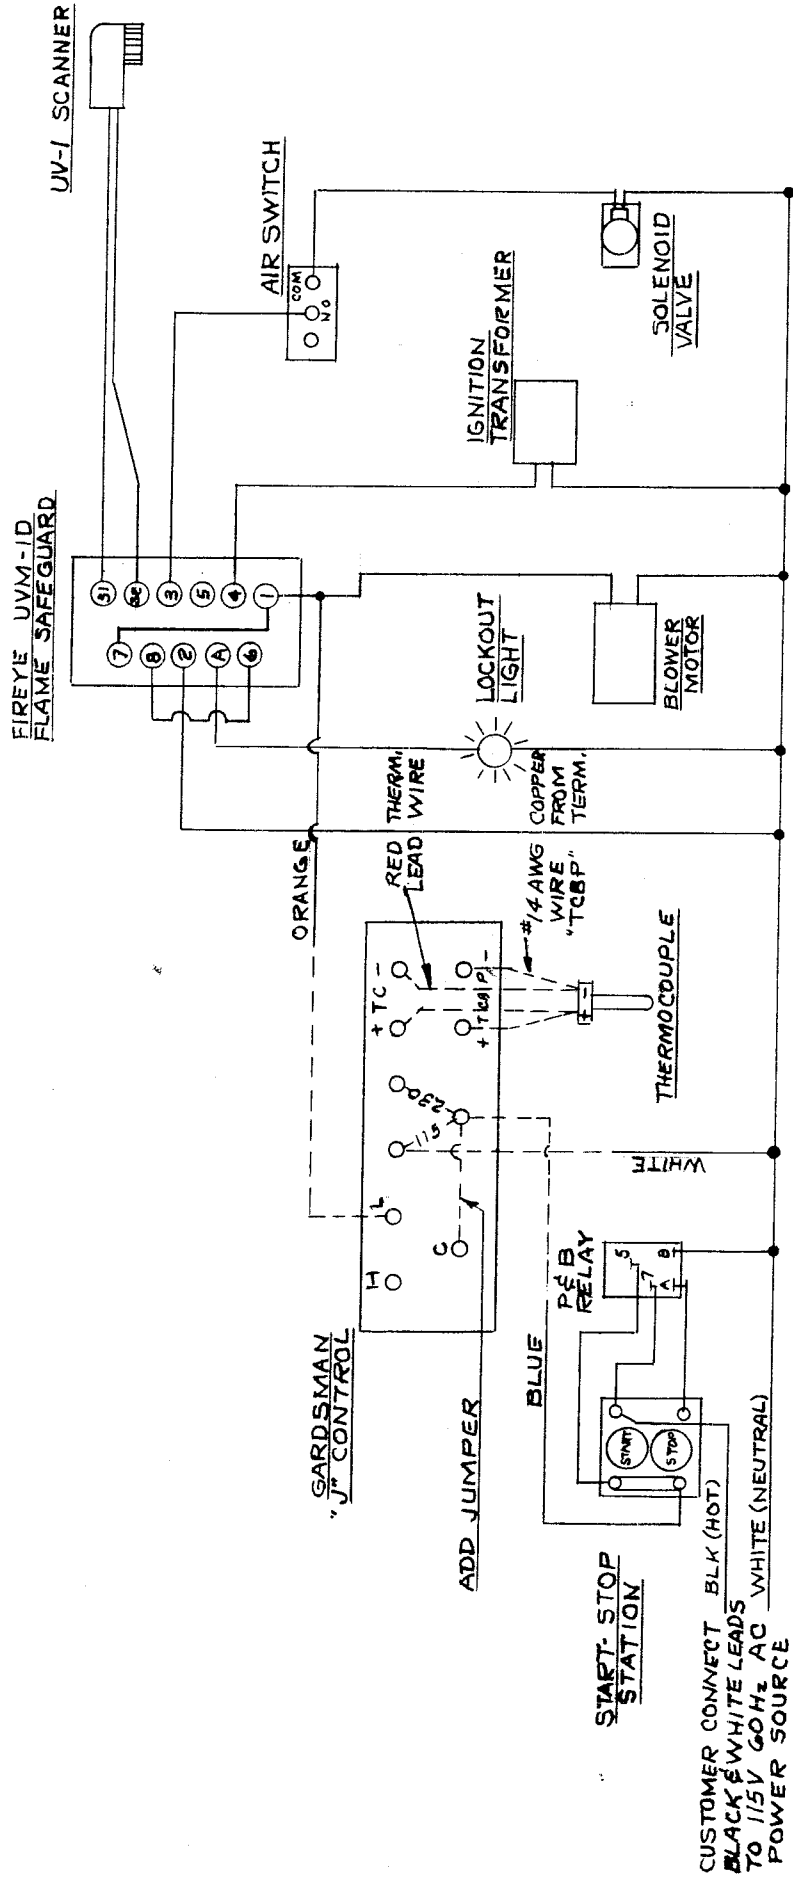 FIREYE UVM-1D
FLAME SAFEGUARD
UV-1 SCANNER
7
8
2
A
6
S1
S2
3
5
4
1
AIR SWITCH
COM
NO
IGNITION
TRANSFORMER
SOLENOID
VALVE
LOCKOUT
LIGHT
BLOWER
MOTOR
ORANGE
RED THERM.
LEAD WIRE
#14 AWG COPPER
WIRE FROM
"TCBP" TERM.
GARDSMAN
"J" CONTROL
H
L
C
115
230
+ TC -
+ TCBP -
+ -
THERMOCOUPLE
ADD JUMPER
BLUE
WHITE
P&B
RELAY
5
7
A
B
START
STOP
START-STOP
STATION
CUSTOMER CONNECT BLK (HOT)
BLACK & WHITE LEADS
TO 115V 60Hz AC WHITE (NEUTRAL)
POWER SOURCE